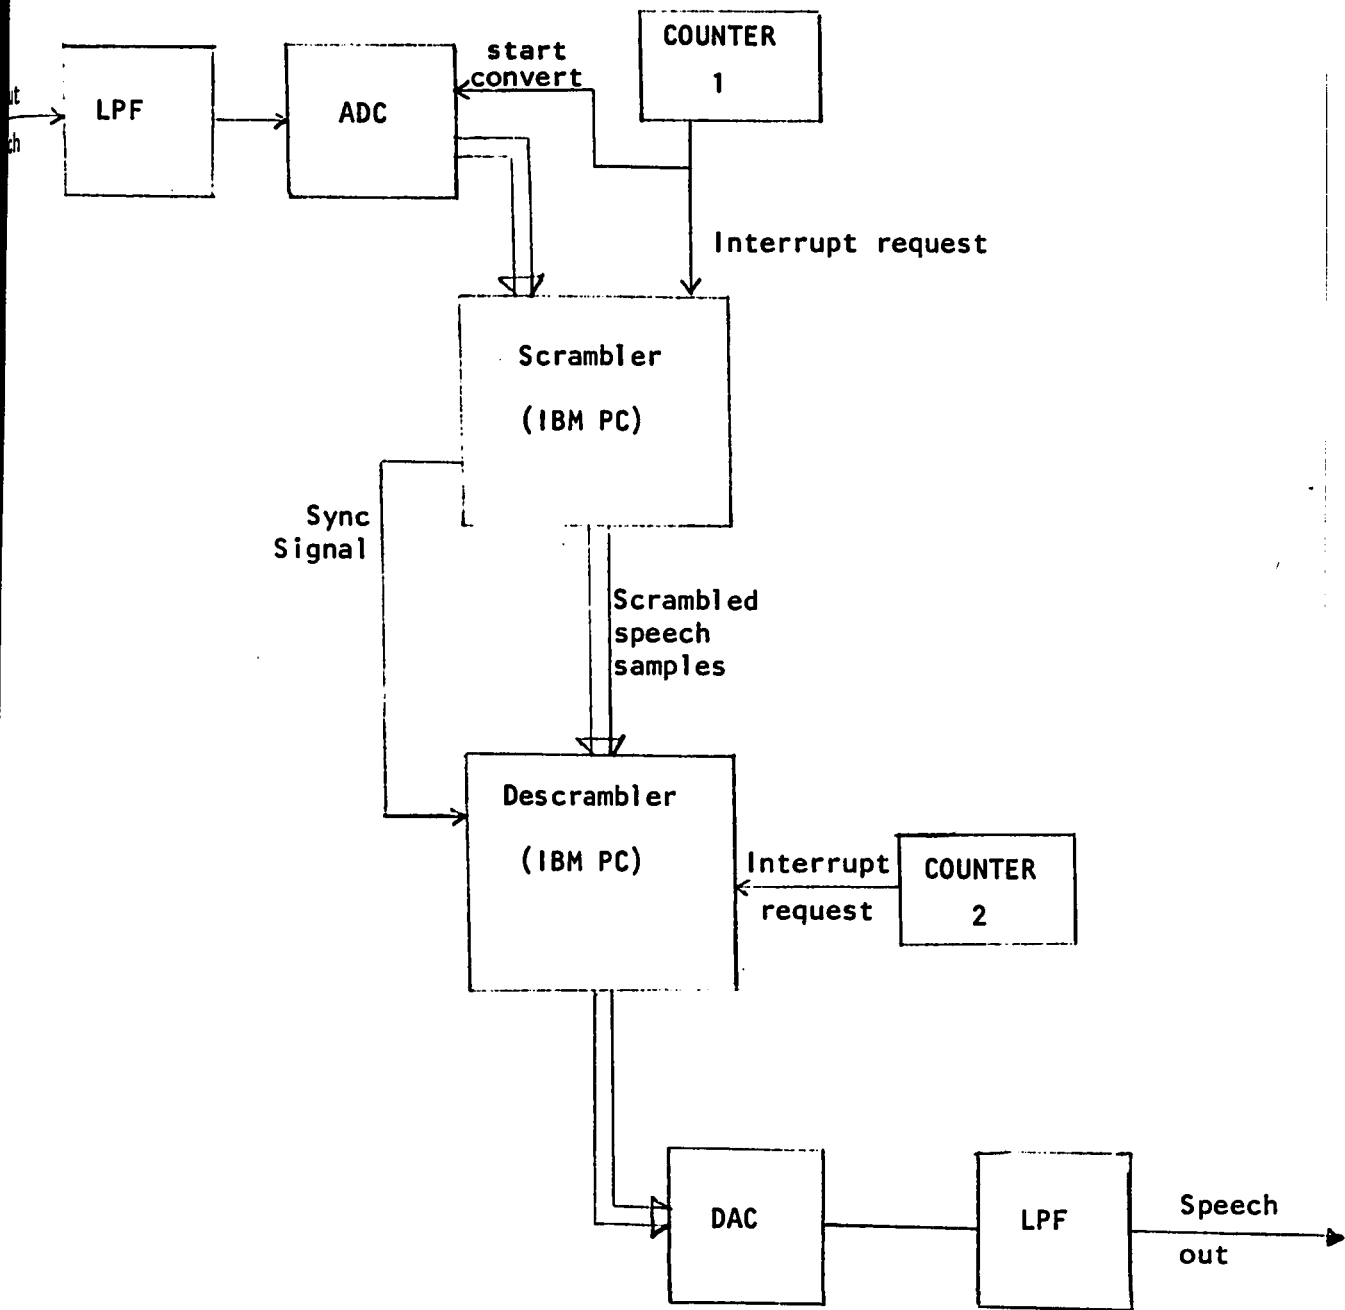 COUNTER
1
start
convert
LPF
ADC
Interrupt request
Scrambler
(IBM PC)
Sync
Signal
Scrambled
speech
samples
Descrambler
(IBM PC)
Interrupt
request
COUNTER
2
DAC
LPF
Speech
out